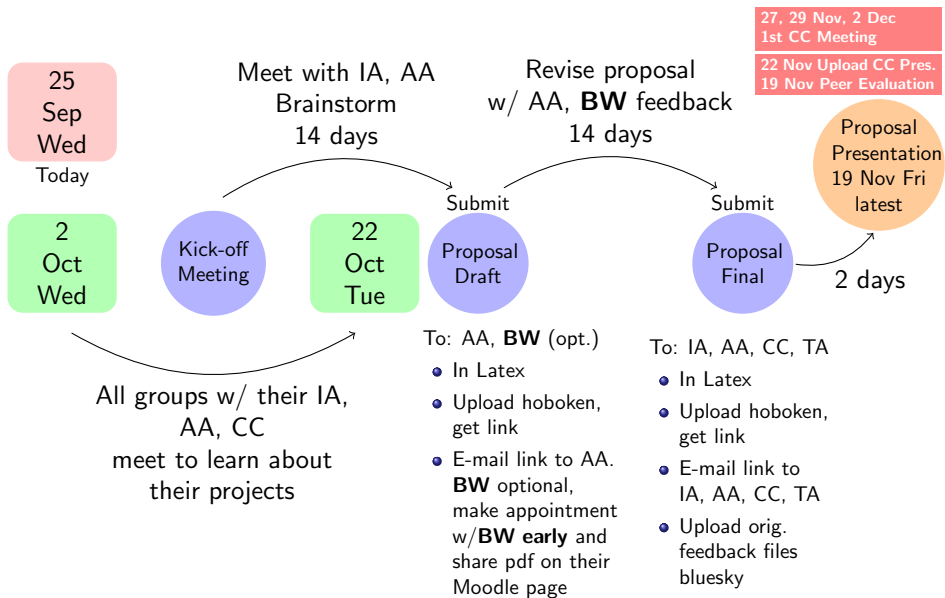 27, 29 Nov, 2 Dec
1st CC Meeting
22 Nov Upload CC Pres.
19 Nov Peer Evaluation
25
Sep
Wed
Today
Meet with IA, AA
Brainstorm
14 days
Revise proposal
w/ AA, BW feedback
14 days
Proposal
Presentation
19 Nov Fri
latest
2
Oct
Wed
Kick-off
Meeting
22
Oct
Tue
Submit
Proposal
Draft
Submit
Proposal
Final
2 days
All groups w/ their IA,
AA, CC
meet to learn about
their projects
To: AA, BW (opt.)
In Latex
Upload hoboken,
get link
E-mail link to AA.
BW optional,
make appointment
w/BW early and
share pdf on their
Moodle page
To: IA, AA, CC, TA
In Latex
Upload hoboken,
get link
E-mail link to
IA, AA, CC, TA
Upload orig.
feedback files
bluesky